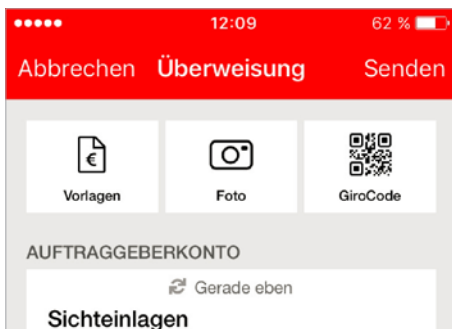 12:09 62 %
Abbrechen Überweisung Senden
€
Vorlagen Foto GiroCode
AUFTRAGGEBERKONTO
Gerade eben
Sichteinlagen